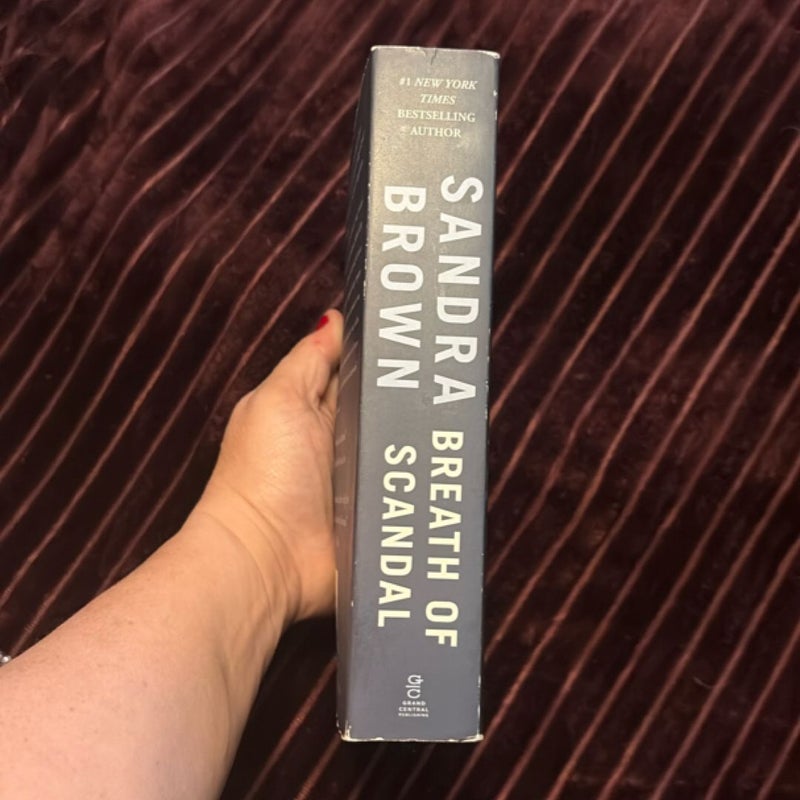 #1 NEW YORK
TIMES
BESTSELLING
AUTHOR
SANDRA
BROWN
BREATH OF
SCANDAL
GRAND
CENTRAL
PUBLISHING